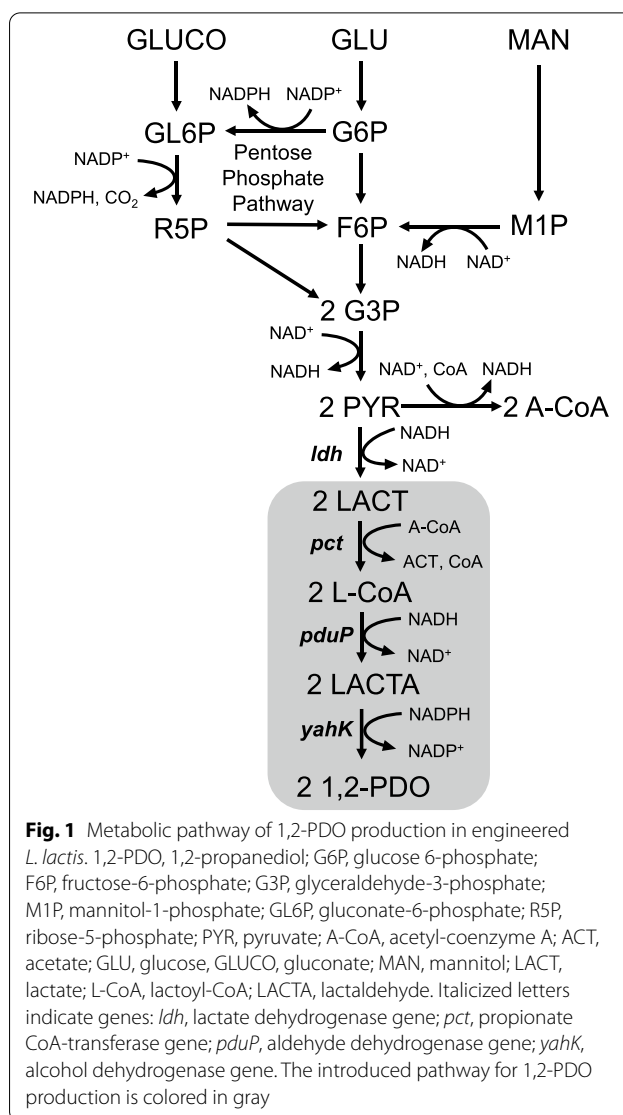 GLUCO GLU MAN
NADPH NADP⁺
GL6P G6P
NADP⁺ Pentose
Phosphate
NADPH, CO₂ Pathway
R5P F6P M1P
NADH NAD⁺
2 G3P
NAD⁺ NAD⁺, CoA NADH
NADH
2 PYR 2 A-CoA
ldh NADH
NAD⁺
2 LACT
pct A-CoA
ACT, CoA
2 L-CoA
pduP NADH
NAD⁺
2 LACTA
yahK NADPH
NADP⁺
2 1,2-PDO
Fig. 1 Metabolic pathway of 1,2-PDO production in engineered
L. lactis. 1,2-PDO, 1,2-propanediol; G6P, glucose 6-phosphate;
F6P, fructose-6-phosphate; G3P, glyceraldehyde-3-phosphate;
M1P, mannitol-1-phosphate; GL6P, gluconate-6-phosphate; R5P,
ribose-5-phosphate; PYR, pyruvate; A-CoA, acetyl-coenzyme A; ACT,
acetate; GLU, glucose, GLUCO, gluconate; MAN, mannitol; LACT,
lactate; L-CoA, lactoyl-CoA; LACTA, lactaldehyde. Italicized letters
indicate genes: ldh, lactate dehydrogenase gene; pct, propionate
CoA-transferase gene; pduP, aldehyde dehydrogenase gene; yahK,
alcohol dehydrogenase gene. The introduced pathway for 1,2-PDO
production is colored in gray